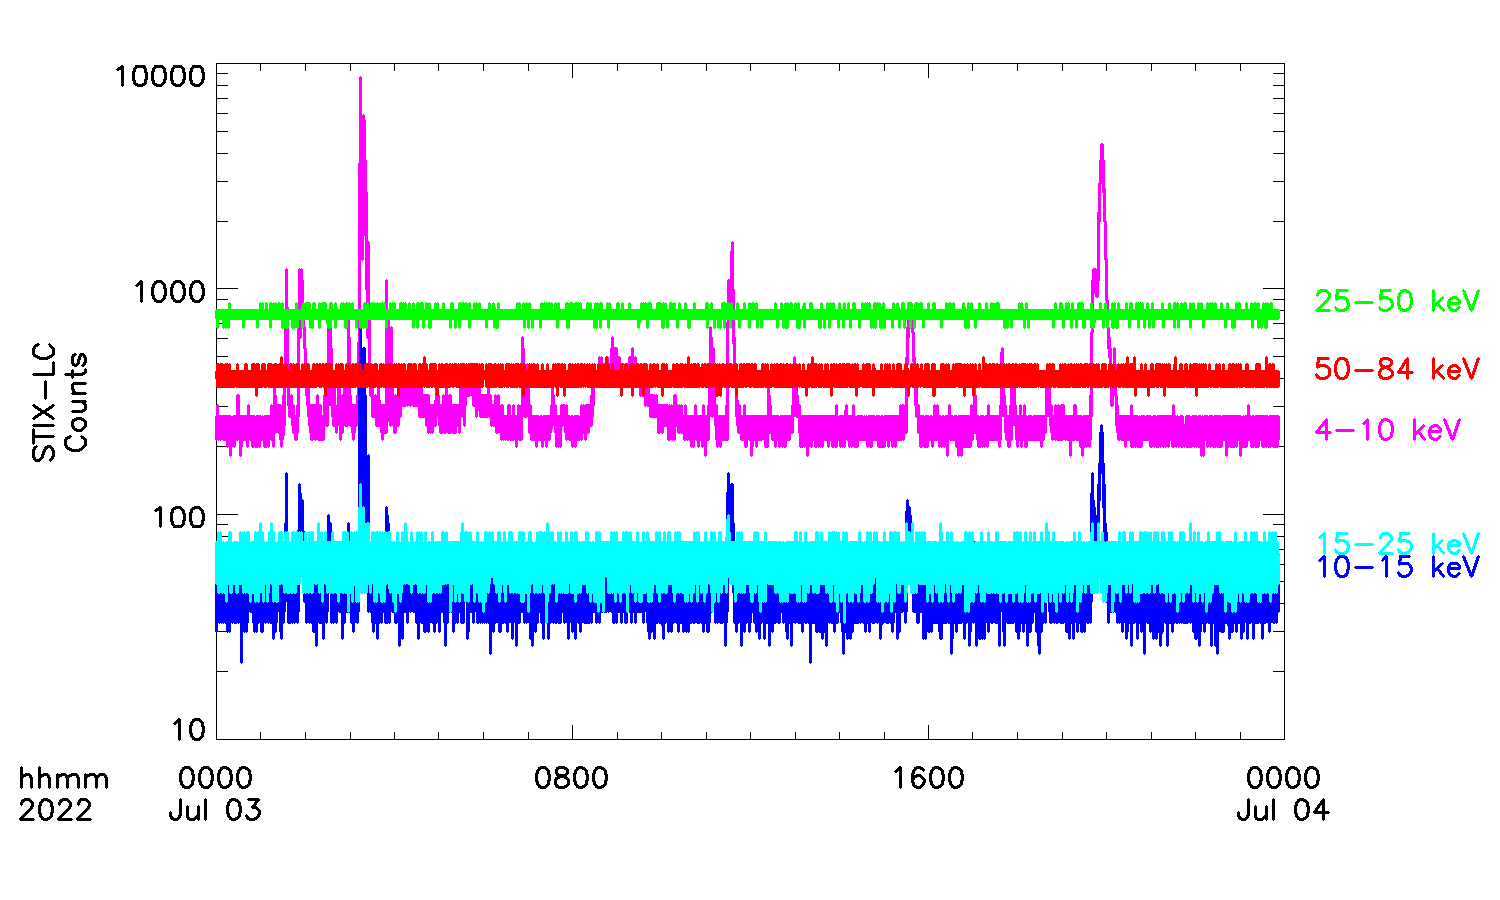 10000
1000
100
10
STIX-LC
Counts
25-50 keV
50-84 keV
4-10 keV
15-25 keV
10-15 keV
hhmm 0000 0800 1600 0000
2022 Jul 03 Jul 04